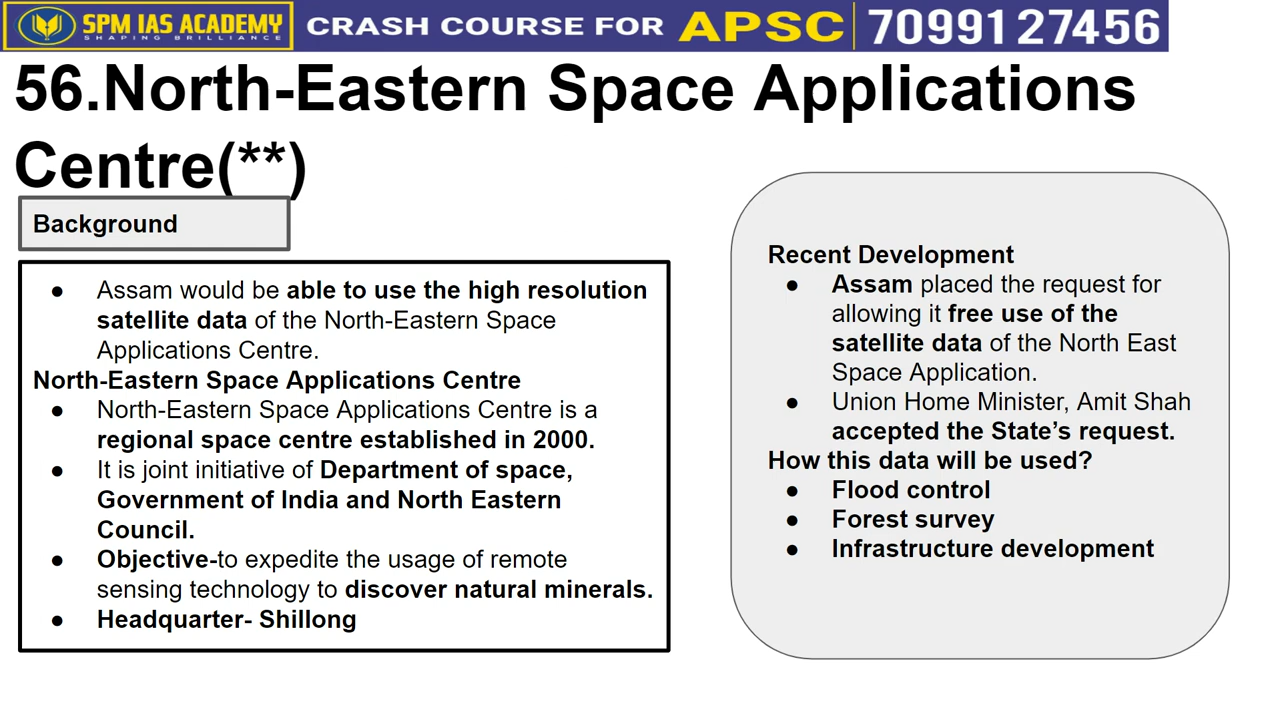 SPM IAS ACADEMY
SHAPING BRILLIANCE
CRASH COURSE FOR APSC 70991 27456
56.North-Eastern Space Applications
Centre(**)
Background
● Assam would be able to use the high resolution
satellite data of the North-Eastern Space
Applications Centre.
North-Eastern Space Applications Centre
● North-Eastern Space Applications Centre is a
regional space centre established in 2000.
● It is joint initiative of Department of space,
Government of India and North Eastern
Council.
● Objective-to expedite the usage of remote
sensing technology to discover natural minerals.
● Headquarter- Shillong
Recent Development
● Assam placed the request for
allowing it free use of the
satellite data of the North East
Space Application.
● Union Home Minister, Amit Shah
accepted the State’s request.
How this data will be used?
● Flood control
● Forest survey
● Infrastructure development